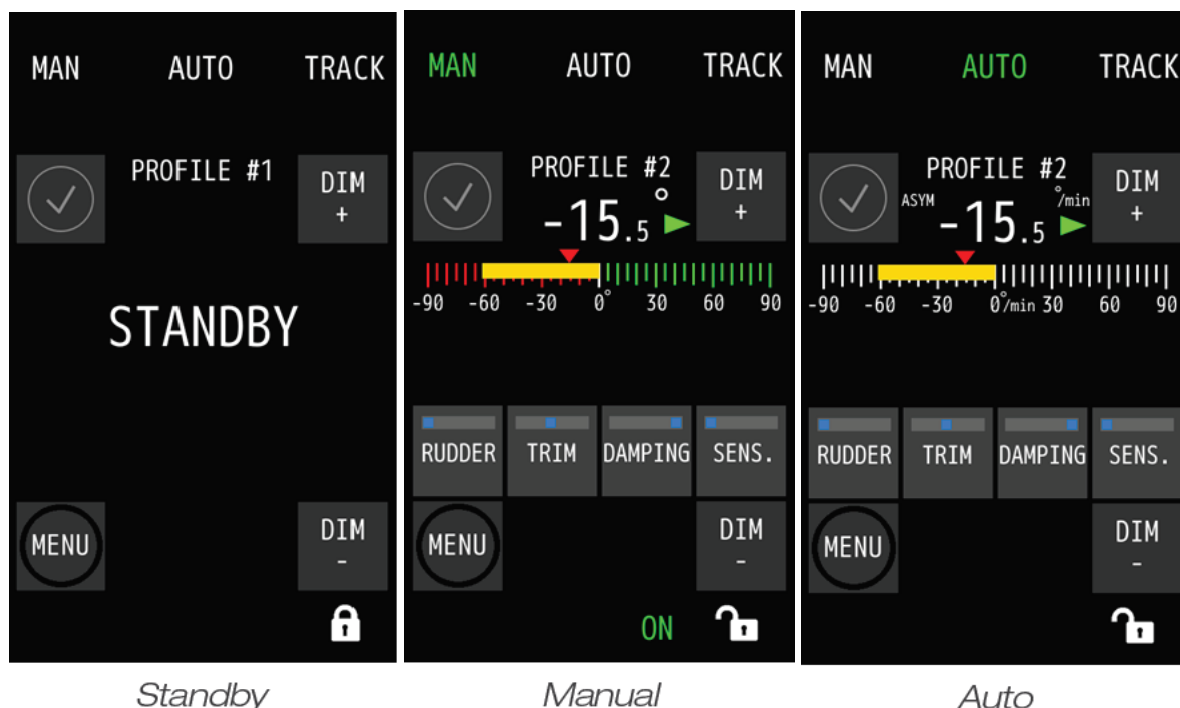 MAN AUTO TRACK
PROFILE #1
DIM
+
STANDBY
MENU
DIM
-
Standby
MAN AUTO TRACK
PROFILE #2
-15.5°
DIM
+
-90 -60 -30 0° 30 60 90
RUDDER TRIM DAMPING SENS.
MENU
DIM
-
ON
Manual
MAN AUTO TRACK
PROFILE #2
ASYM -15.5 °/min
DIM
+
-90 -60 -30 0°/min 30 60 90
RUDDER TRIM DAMPING SENS.
MENU
DIM
-
Auto